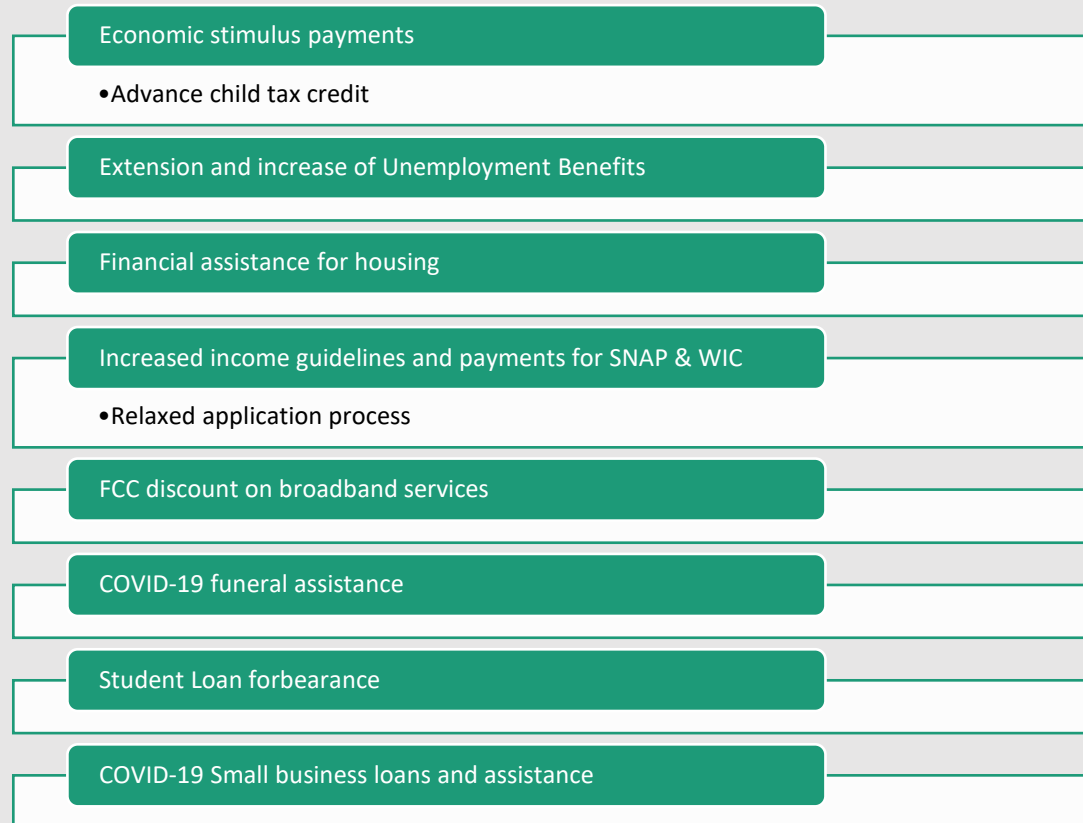 Economic stimulus payments
•Advance child tax credit
Extension and increase of Unemployment Benefits
Financial assistance for housing
Increased income guidelines and payments for SNAP & WIC
•Relaxed application process
FCC discount on broadband services
COVID-19 funeral assistance
Student Loan forbearance
COVID-19 Small business loans and assistance